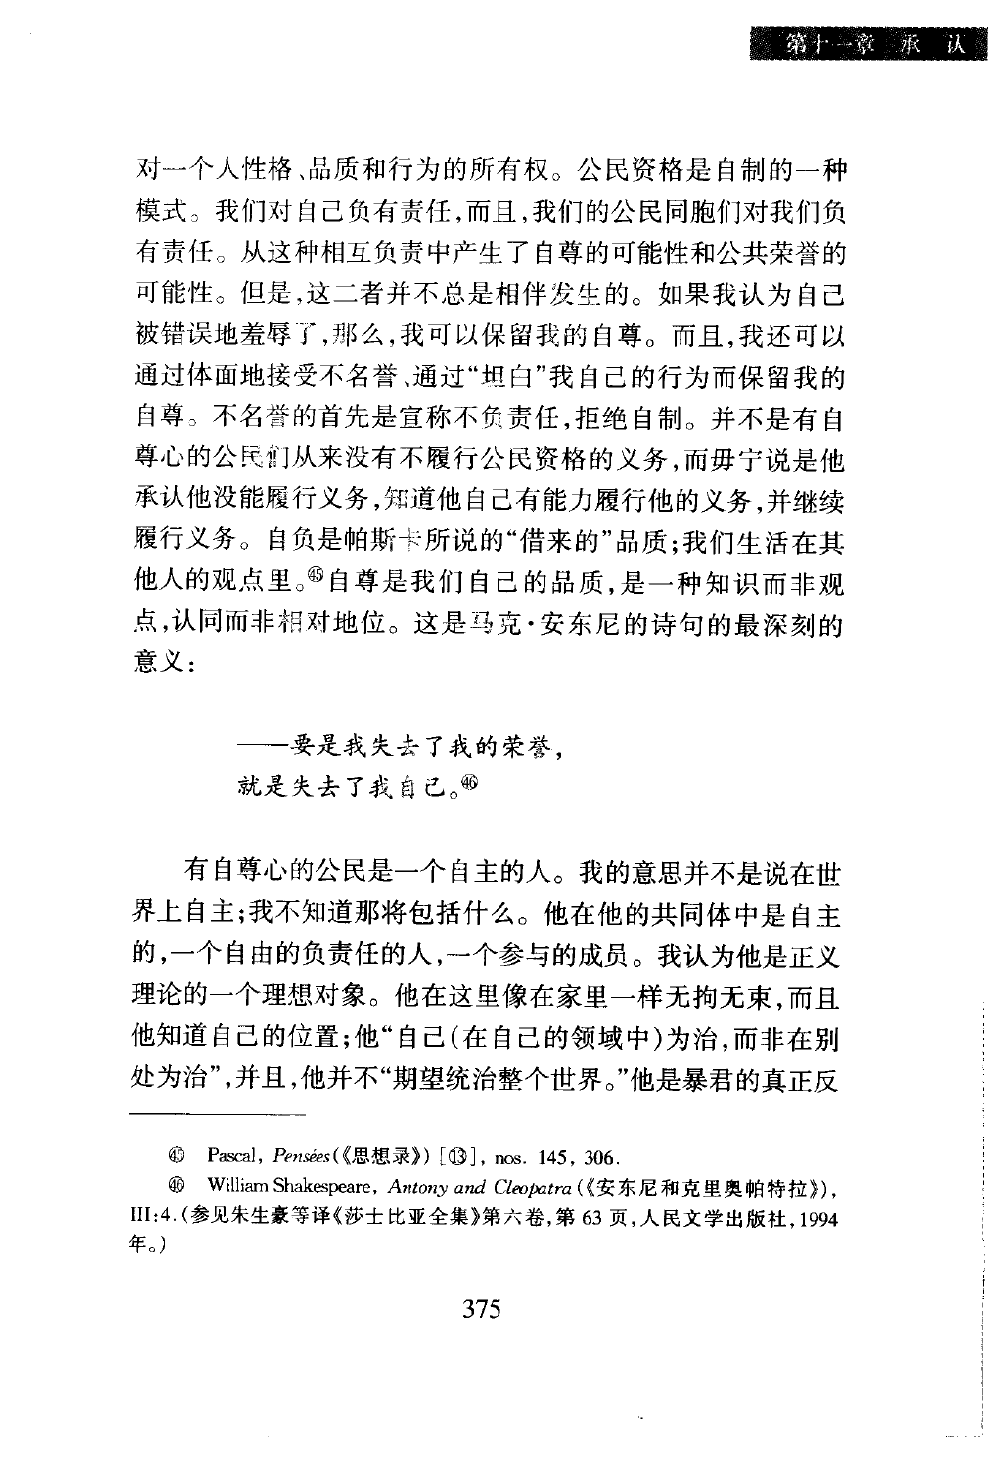 第十一章 承 认
对一个人性格、品质和行为的所有权。公民资格是自制的一种
模式。我们对自己负有责任,而且,我们的公民同胞们对我们负
有责任。从这种相互负责中产生了自尊的可能性和公共荣誉的
可能性。但是,这二者并不总是相伴发生的。如果我认为自己
被错误地羞辱了,那么,我可以保留我的自尊。而且,我还可以
通过体面地接受不名誉、通过“坦白”我自己的行为而保留我的
自尊。不名誉的首先是宣称不负责任,拒绝自制。并不是有自
尊心的公民们从来没有不履行公民资格的义务,而毋宁说是他
承认他没能履行义务,知道他自己有能力履行他的义务,并继续
履行义务。自负是帕斯卡所说的“借来的”品质;我们生活在其
他人的观点里。㊺自尊是我们自己的品质,是一种知识而非观
点,认同而非相对地位。这是马克·安东尼的诗句的最深刻的
意义:
——要是我失去了我的荣誉,
就是失去了我自己。㊻
有自尊心的公民是一个自主的人。我的意思并不是说在世
界上自主;我不知道那将包括什么。他在他的共同体中是自主
的,一个自由的负责任的人,一个参与的成员。我认为他是正义
理论的一个理想对象。他在这里像在家里一样无拘无束,而且
他知道自己的位置;他“自己(在自己的领域中)为治,而非在别
处为治”,并且,他并不“期望统治整个世界。”他是暴君的真正反
㊺ Pascal, Pensées(《思想录》) [⑬], nos. 145, 306.
㊻ William Shakespeare, Antony and Cleopatra(《安东尼和克里奥帕特拉》),
III:4.(参见朱生豪等译《莎士比亚全集》第六卷,第 63 页,人民文学出版社,1994
年。)
375